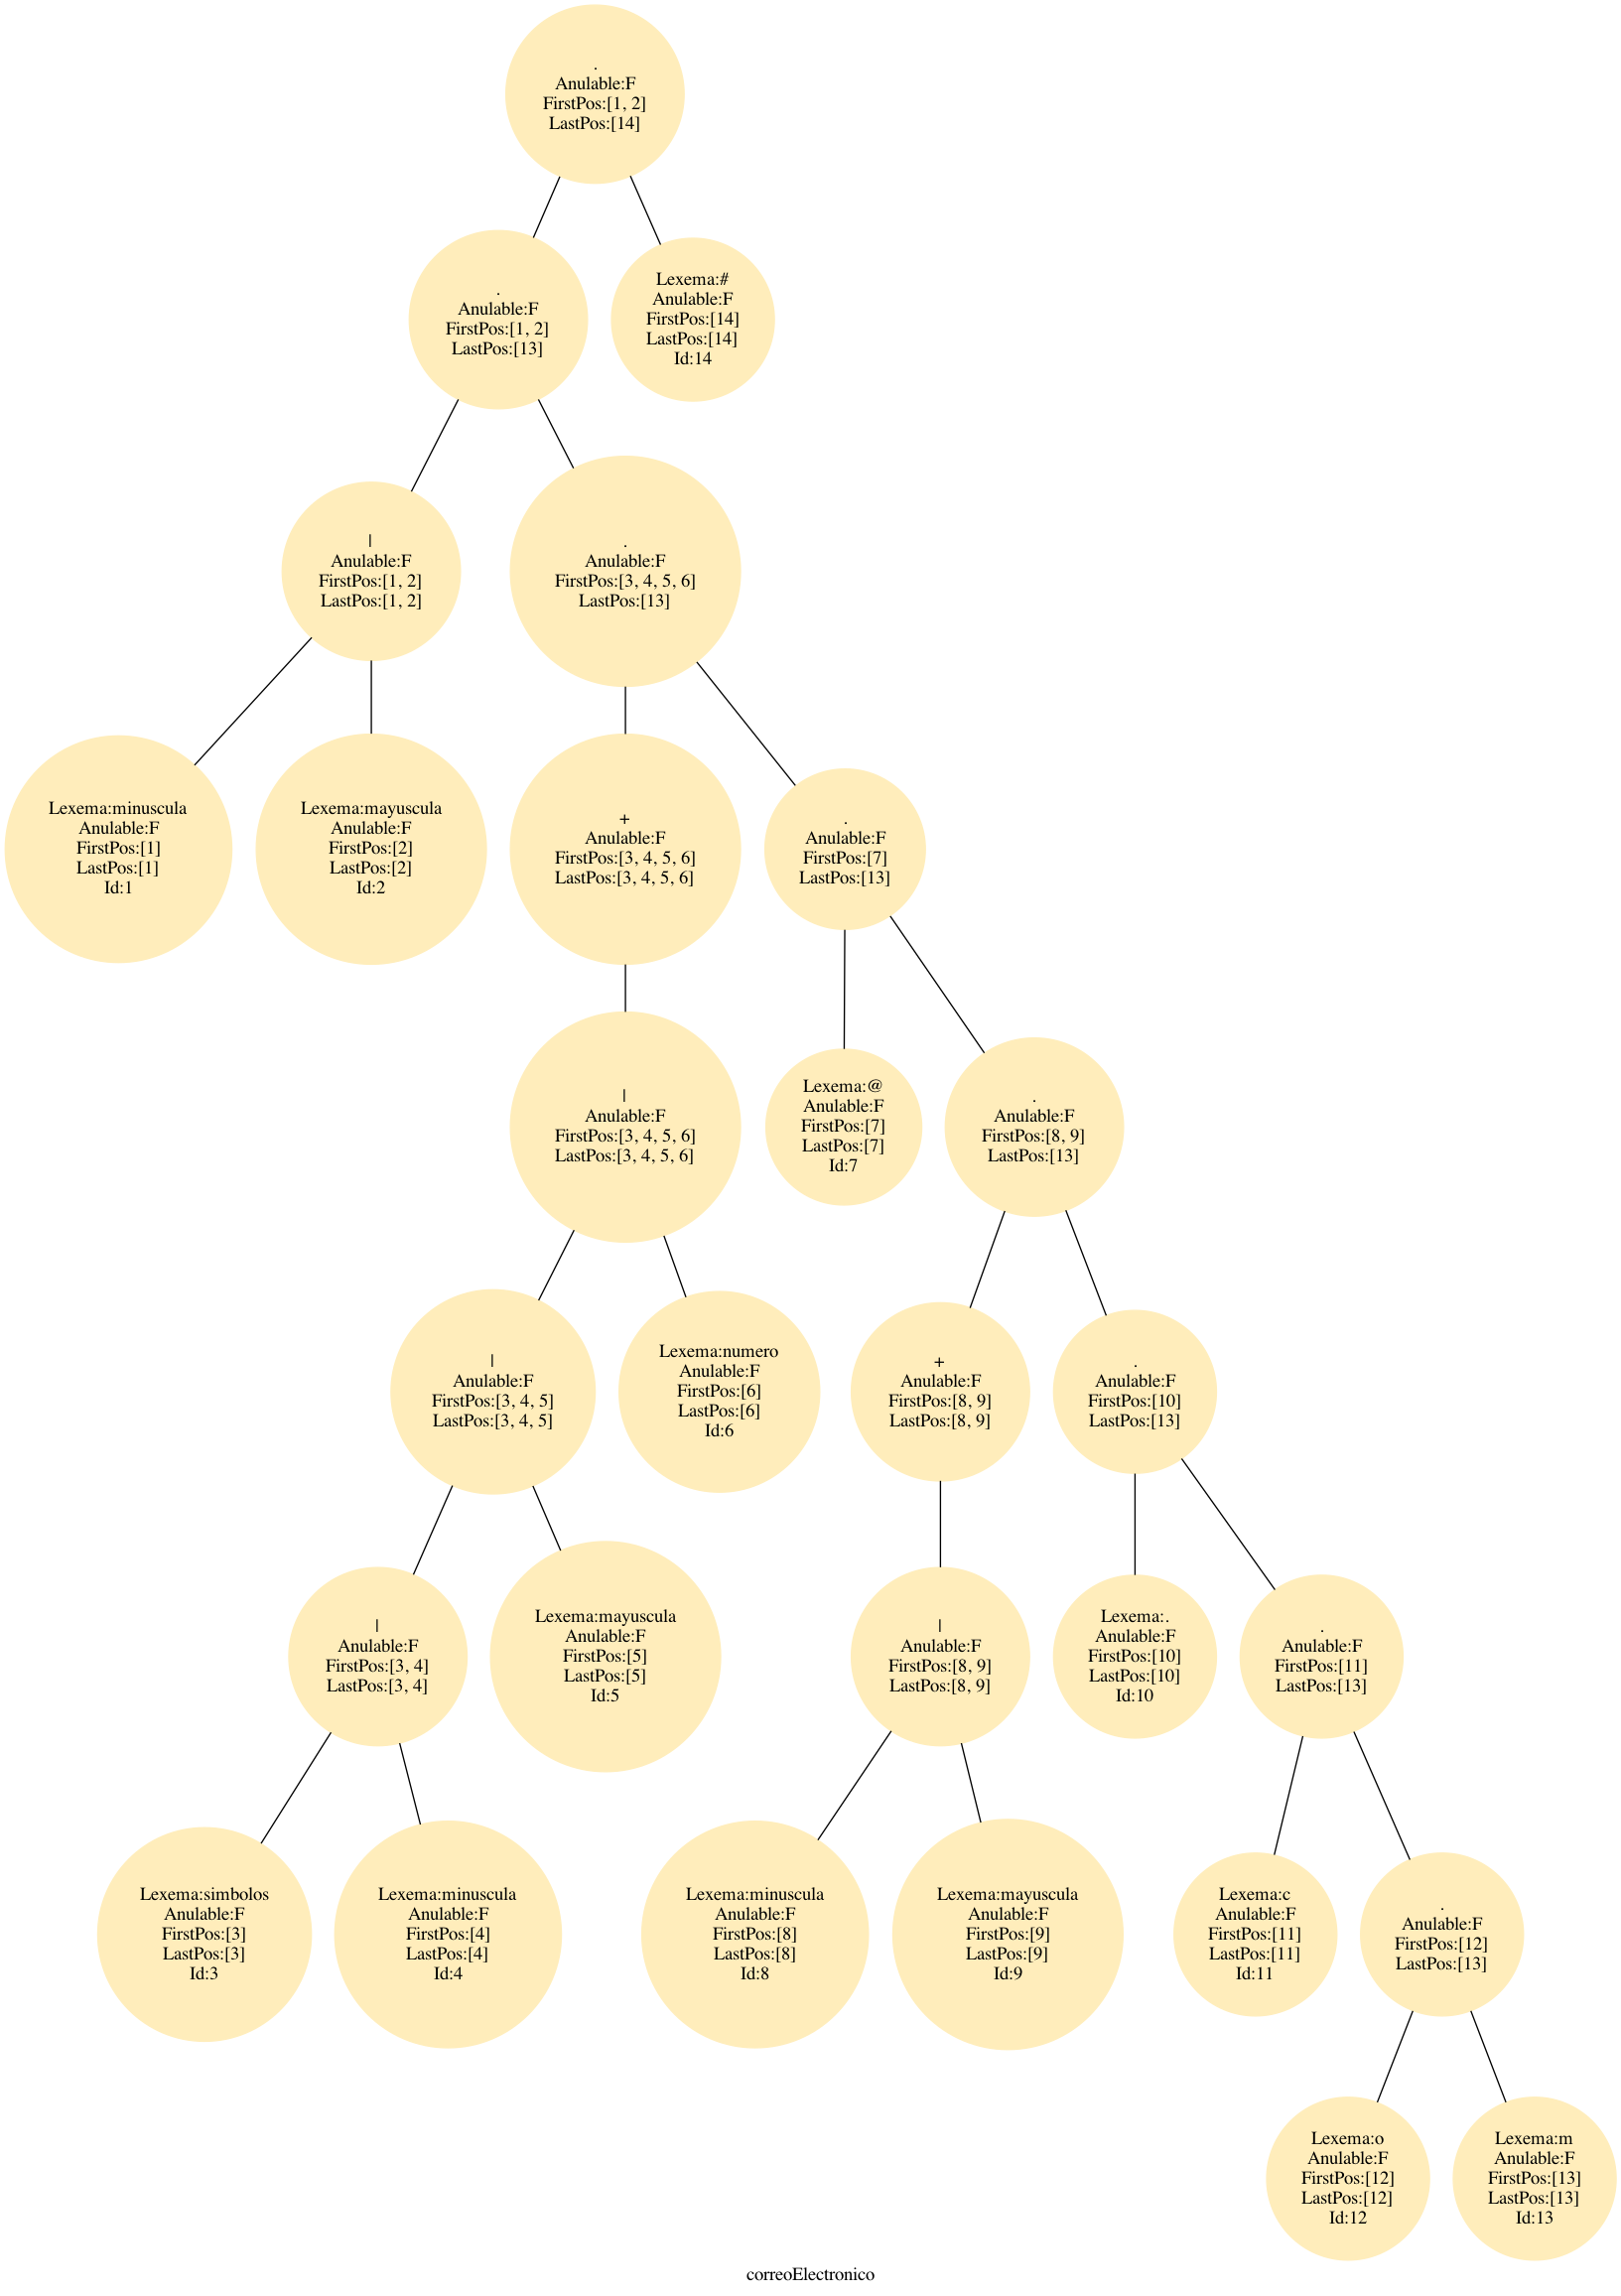 .
Anulable:F
FirstPos:[1, 2]
LastPos:[14]
.
Anulable:F
FirstPos:[1, 2]
LastPos:[13]
Lexema:#
Anulable:F
FirstPos:[14]
LastPos:[14]
Id:14
|
Anulable:F
FirstPos:[1, 2]
LastPos:[1, 2]
.
Anulable:F
FirstPos:[3, 4, 5, 6]
LastPos:[13]
Lexema:minuscula
Anulable:F
FirstPos:[1]
LastPos:[1]
Id:1
Lexema:mayuscula
Anulable:F
FirstPos:[2]
LastPos:[2]
Id:2
+
Anulable:F
FirstPos:[3, 4, 5, 6]
LastPos:[3, 4, 5, 6]
.
Anulable:F
FirstPos:[7]
LastPos:[13]
|
Anulable:F
FirstPos:[3, 4, 5, 6]
LastPos:[3, 4, 5, 6]
Lexema:@
Anulable:F
FirstPos:[7]
LastPos:[7]
Id:7
.
Anulable:F
FirstPos:[8, 9]
LastPos:[13]
|
Anulable:F
FirstPos:[3, 4, 5]
LastPos:[3, 4, 5]
Lexema:numero
Anulable:F
FirstPos:[6]
LastPos:[6]
Id:6
+
Anulable:F
FirstPos:[8, 9]
LastPos:[8, 9]
.
Anulable:F
FirstPos:[10]
LastPos:[13]
|
Anulable:F
FirstPos:[3, 4]
LastPos:[3, 4]
Lexema:mayuscula
Anulable:F
FirstPos:[5]
LastPos:[5]
Id:5
|
Anulable:F
FirstPos:[8, 9]
LastPos:[8, 9]
Lexema:.
Anulable:F
FirstPos:[10]
LastPos:[10]
Id:10
.
Anulable:F
FirstPos:[11]
LastPos:[13]
Lexema:simbolos
Anulable:F
FirstPos:[3]
LastPos:[3]
Id:3
Lexema:minuscula
Anulable:F
FirstPos:[4]
LastPos:[4]
Id:4
Lexema:minuscula
Anulable:F
FirstPos:[8]
LastPos:[8]
Id:8
Lexema:mayuscula
Anulable:F
FirstPos:[9]
LastPos:[9]
Id:9
Lexema:c
Anulable:F
FirstPos:[11]
LastPos:[11]
Id:11
.
Anulable:F
FirstPos:[12]
LastPos:[13]
Lexema:o
Anulable:F
FirstPos:[12]
LastPos:[12]
Id:12
Lexema:m
Anulable:F
FirstPos:[13]
LastPos:[13]
Id:13
correoElectronico